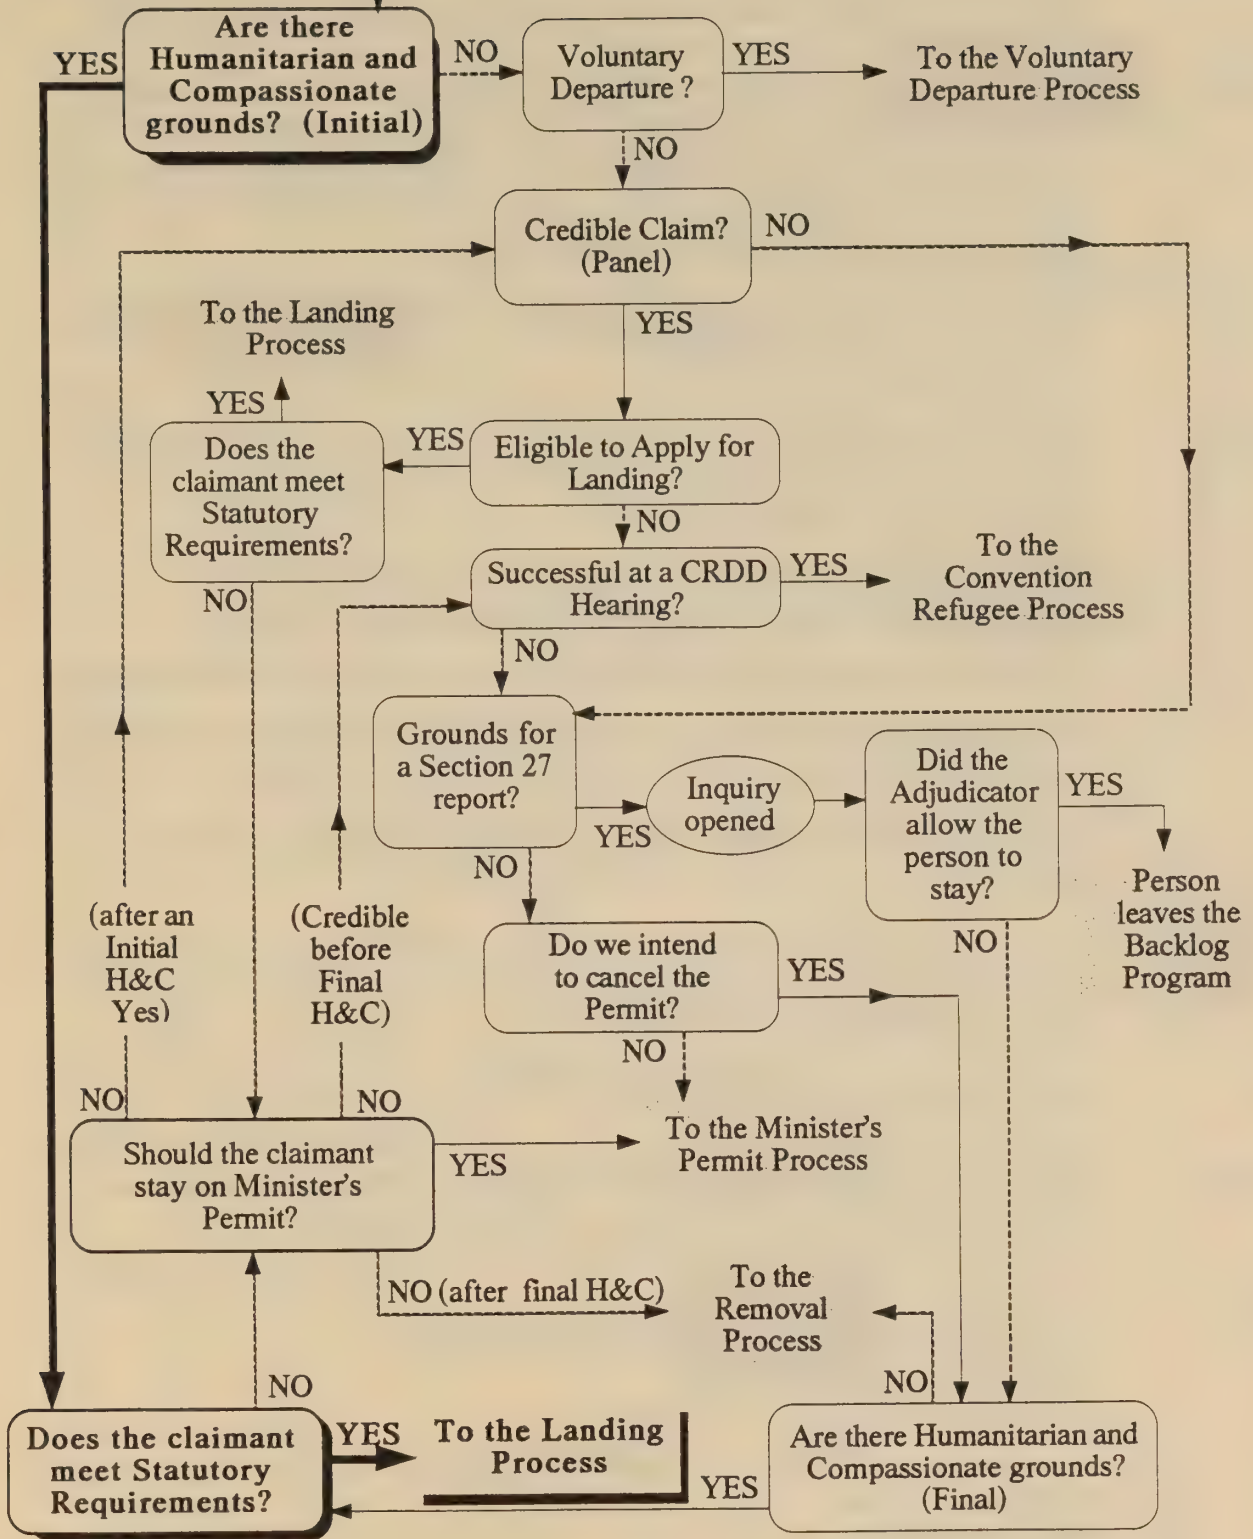 YES
Are there
Humanitarian and
Compassionate
grounds? (Initial)
NO
Voluntary
Departure ?
YES
To the Voluntary
Departure Process
NO
Credible Claim?
(Panel)
NO
YES
To the Landing
Process
YES
Does the
claimant meet
Statutory
Requirements?
YES
Eligible to Apply for
Landing?
NO
Successful at a CRDD
Hearing?
YES
To the
Convention
Refugee Process
NO
NO
Grounds for
a Section 27
report?
YES
Inquiry
opened
Did the
Adjudicator
allow the
person to
stay?
YES
Person
leaves the
Backlog
Program
NO
NO
(after an
Initial
H&C
Yes)
(Credible
before
Final
H&C)
Do we intend
to cancel the
Permit?
YES
NO
To the Minister's
Permit Process
NO
NO
Should the claimant
stay on Minister's
Permit?
YES
NO (after final H&C)
To the
Removal
Process
NO
NO
Does the claimant
meet Statutory
Requirements?
YES
To the Landing
Process
YES
Are there Humanitarian and
Compassionate grounds?
(Final)